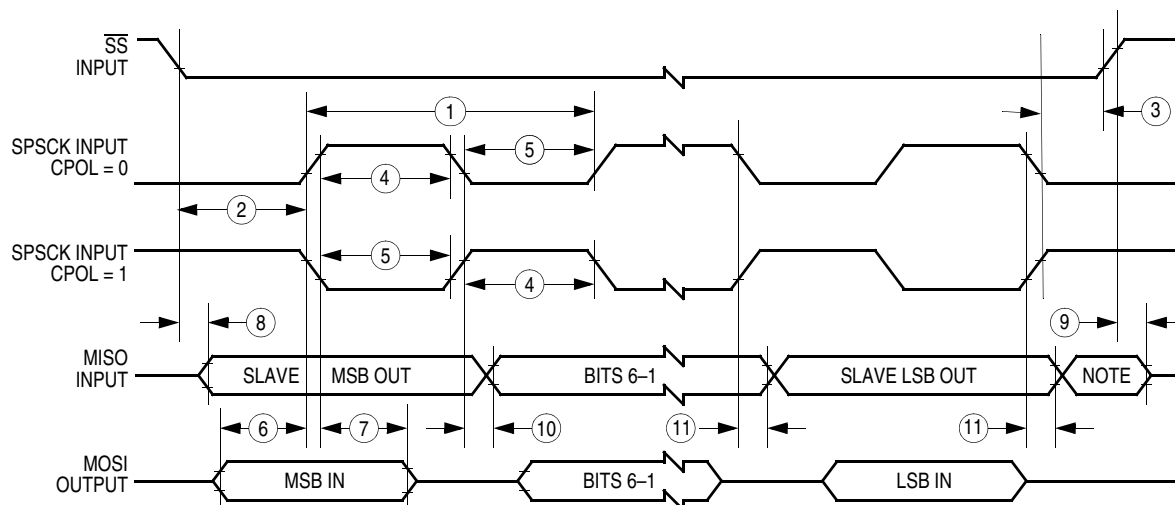 SS
INPUT
1
3
SPSCK INPUT
CPOL = 0
5
4
2
SPSCK INPUT
CPOL = 1
5
4
8
9
MISO
INPUT
SLAVE MSB OUT
BITS 6–1
SLAVE LSB OUT
NOTE
6
7
10
11
11
MOSI
OUTPUT
MSB IN
BITS 6–1
LSB IN